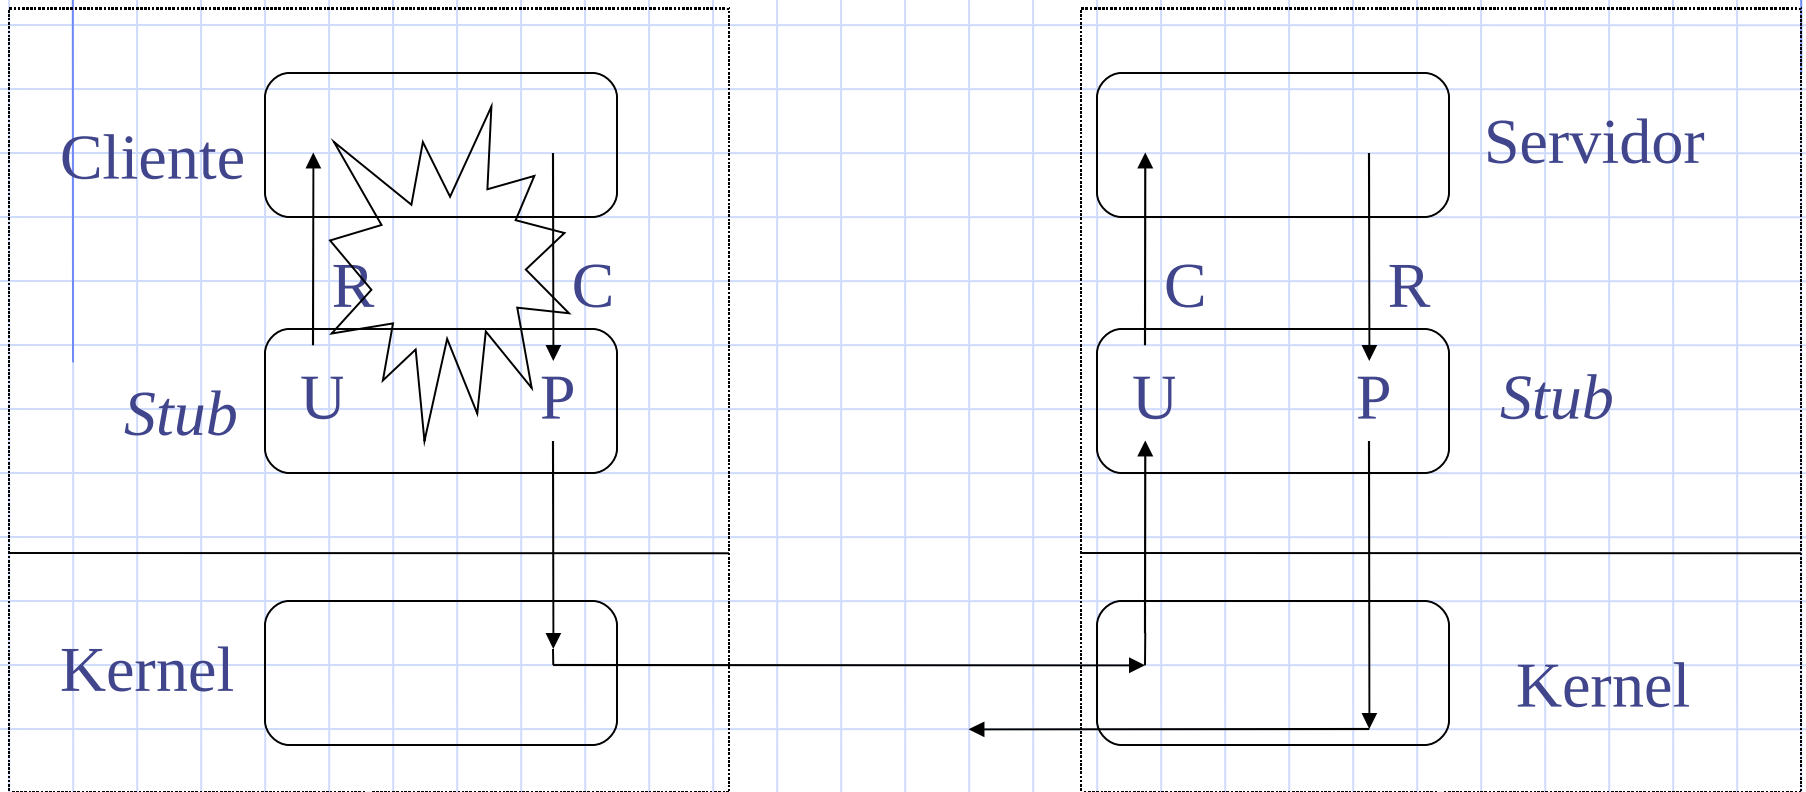 Cliente
Servidor
R
C
C
R
Stub
U
P
U
P
Stub
Kernel
Kernel